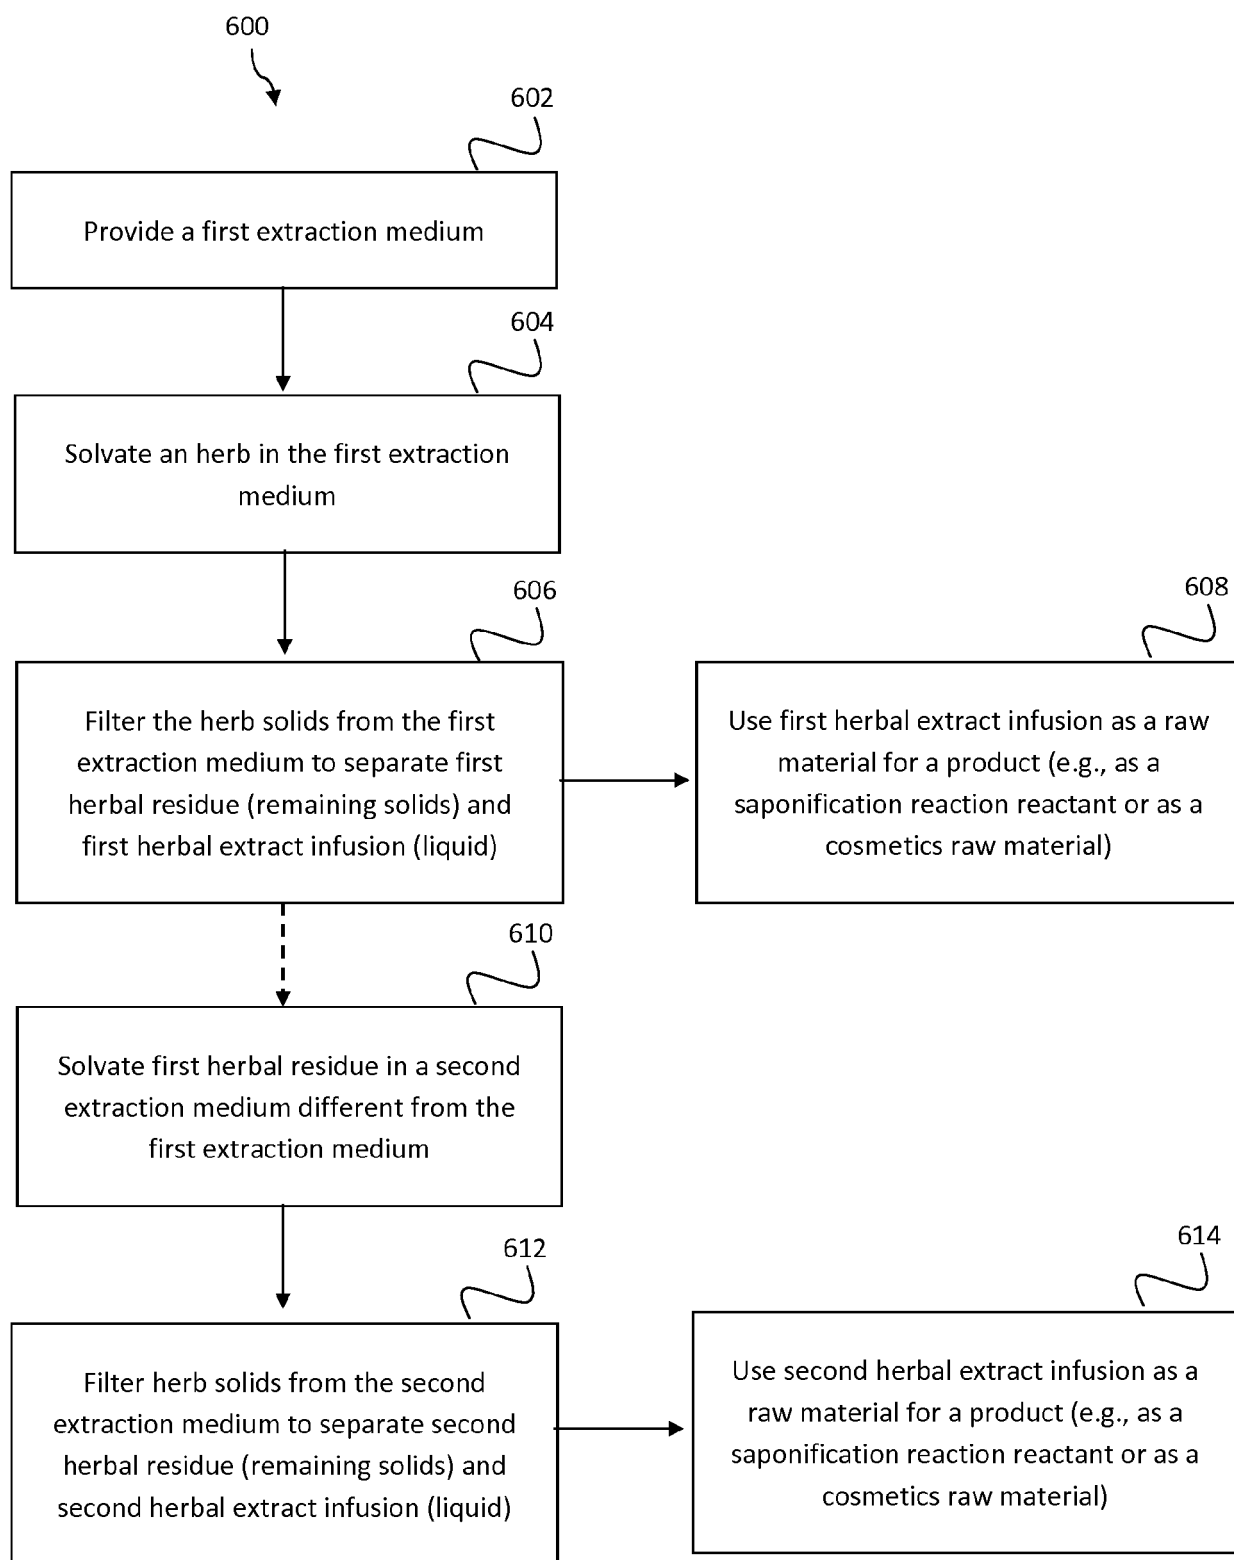 600
602
Provide a first extraction medium
604
Solvate an herb in the first extraction
medium
606
608
Filter the herb solids from the first
extraction medium to separate first
herbal residue (remaining solids) and
first herbal extract infusion (liquid)
Use first herbal extract infusion as a raw
material for a product (e.g., as a
saponification reaction reactant or as a
cosmetics raw material)
610
Solvate first herbal residue in a second
extraction medium different from the
first extraction medium
612
614
Filter herb solids from the second
extraction medium to separate second
herbal residue (remaining solids) and
second herbal extract infusion (liquid)
Use second herbal extract infusion as a
raw material for a product (e.g., as a
saponification reaction reactant or as a
cosmetics raw material)